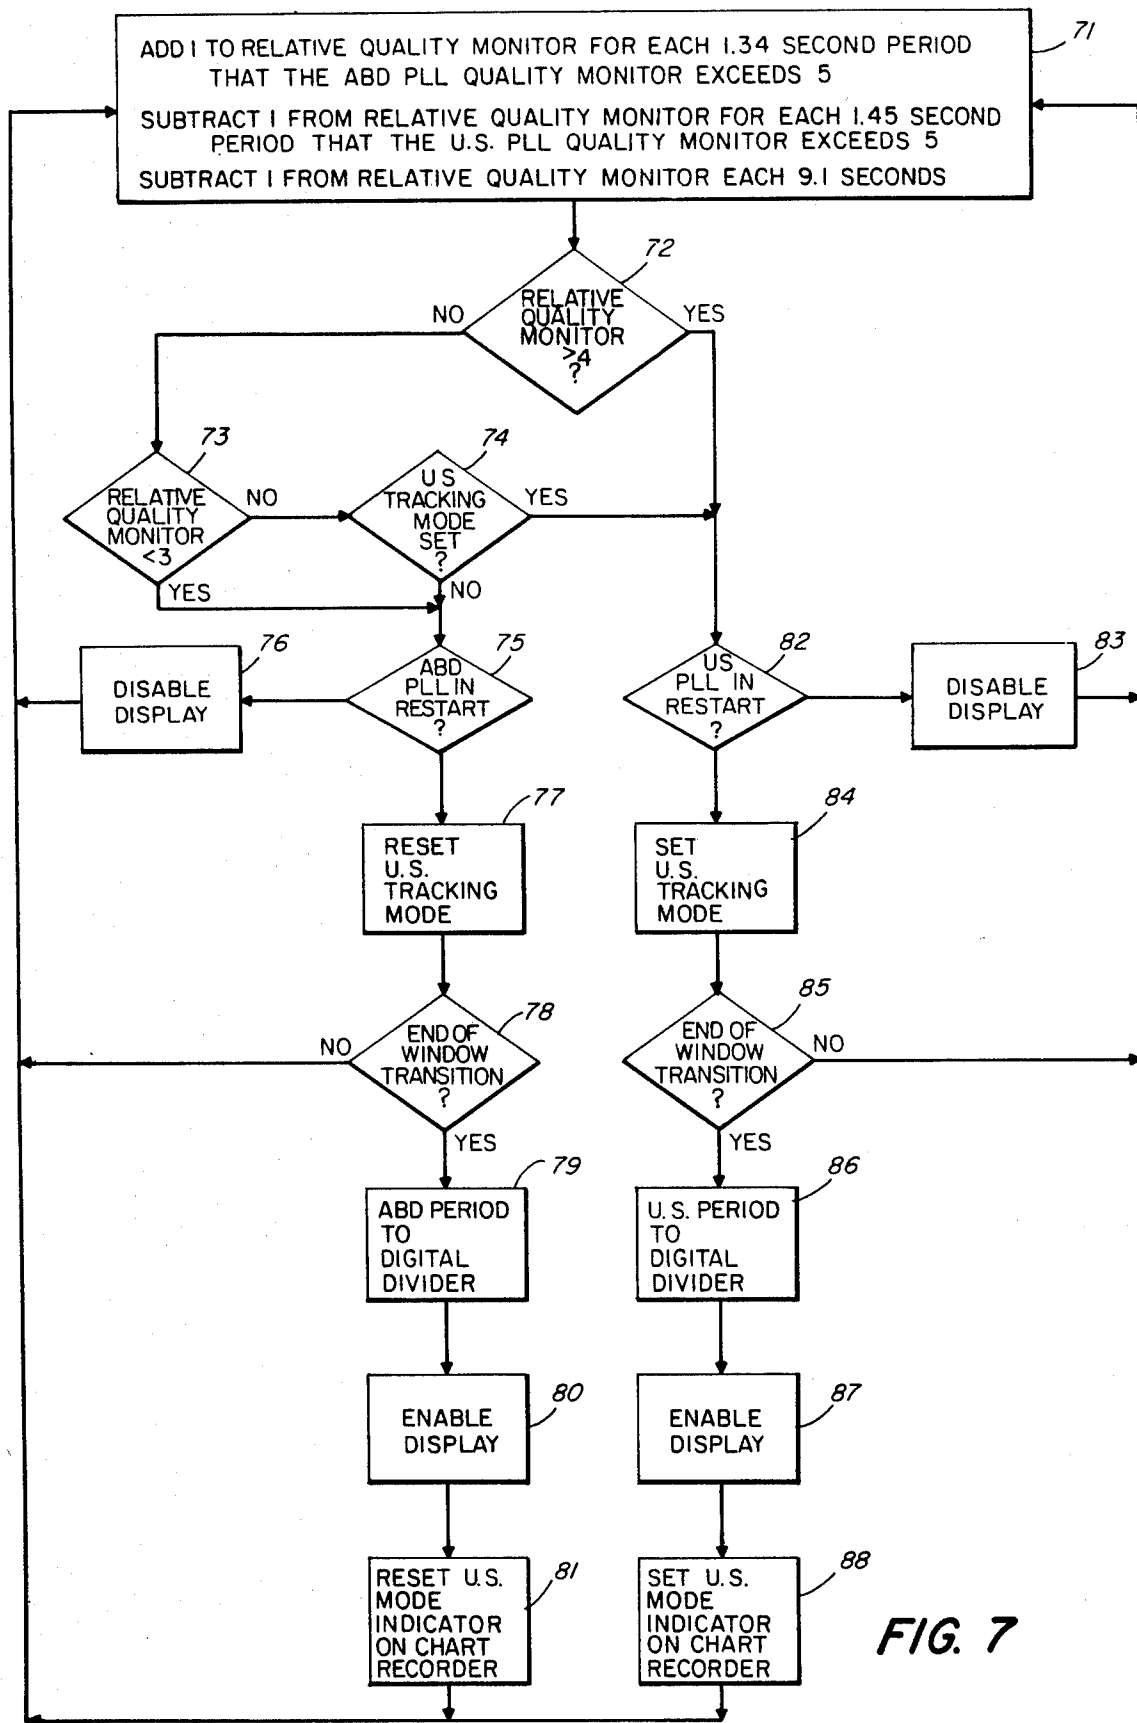 71
ADD 1 TO RELATIVE QUALITY MONITOR FOR EACH 1.34 SECOND PERIOD
THAT THE ABD PLL QUALITY MONITOR EXCEEDS 5
SUBTRACT 1 FROM RELATIVE QUALITY MONITOR FOR EACH 1.45 SECOND
PERIOD THAT THE U.S. PLL QUALITY MONITOR EXCEEDS 5
SUBTRACT 1 FROM RELATIVE QUALITY MONITOR EACH 9.1 SECONDS
72
NO
RELATIVE
QUALITY
MONITOR
>4
?
YES
73
RELATIVE
QUALITY
MONITOR
<3
NO
YES
74
U S
TRACKING
MODE
SET
?
YES
NO
76
DISABLE
DISPLAY
75
ABD
PLL IN
RESTART
?
82
US
PLL IN
RESTART
?
83
DISABLE
DISPLAY
77
RESET
U.S.
TRACKING
MODE
84
SET
U.S.
TRACKING
MODE
78
NO
END OF
WINDOW
TRANSITION
?
YES
85
END OF
WINDOW
TRANSITION
?
NO
YES
79
ABD PERIOD
TO
DIGITAL
DIVIDER
86
U.S. PERIOD
TO
DIGITAL
DIVIDER
80
ENABLE
DISPLAY
87
ENABLE
DISPLAY
81
RESET U.S.
MODE
INDICATOR
ON CHART
RECORDER
88
SET U.S.
MODE
INDICATOR
ON CHART
RECORDER
FIG. 7